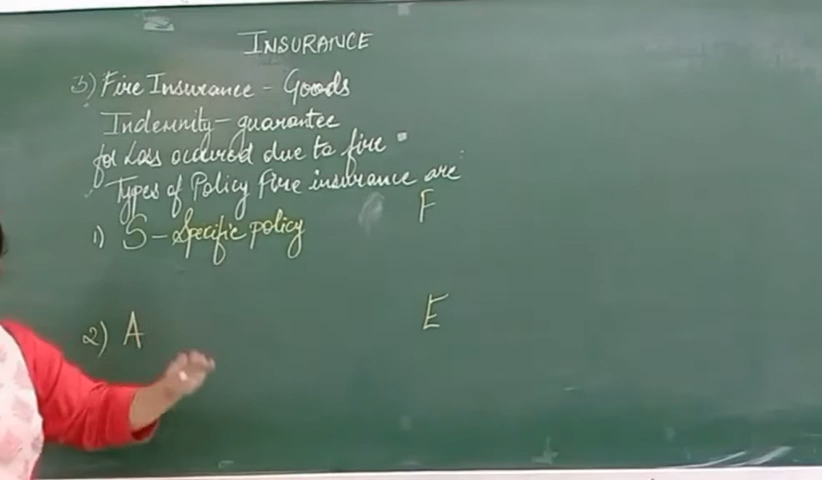 INSURANCE
3) Fire Insurance - Goods
Indemnity - guarantee
for Loss occured due to fire
Types of Policy fire insurance are
F
1) S - Specific policy
E
2) A